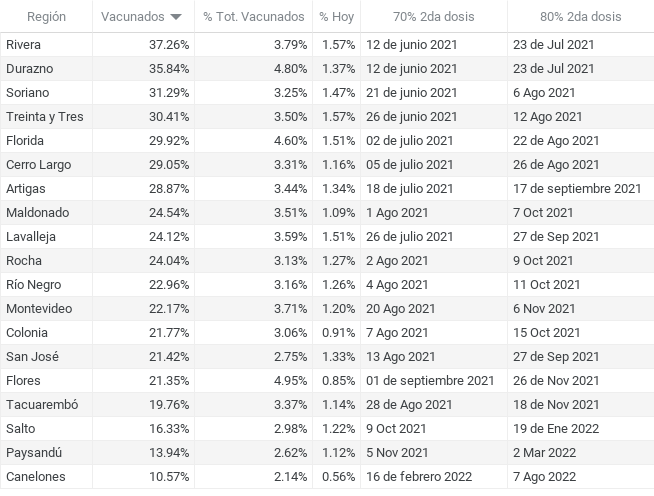 Región Vacunados % Tot. Vacunados % Hoy 70% 2da dosis 80% 2da dosis
Rivera 37.26% 3.79% 1.57% 12 de junio 2021 23 de Jul 2021
Durazno 35.84% 4.80% 1.37% 12 de junio 2021 23 de Jul 2021
Soriano 31.29% 3.25% 1.47% 21 de junio 2021 6 Ago 2021
Treinta y Tres 30.41% 3.50% 1.57% 26 de junio 2021 12 Ago 2021
Florida 29.92% 4.60% 1.51% 02 de julio 2021 22 de Ago 2021
Cerro Largo 29.05% 3.31% 1.16% 05 de julio 2021 26 de Ago 2021
Artigas 28.87% 3.44% 1.34% 18 de julio 2021 17 de septiembre 2021
Maldonado 24.54% 3.51% 1.09% 1 Ago 2021 7 Oct 2021
Lavalleja 24.12% 3.59% 1.51% 26 de julio 2021 27 de Sep 2021
Rocha 24.04% 3.13% 1.27% 2 Ago 2021 9 Oct 2021
Río Negro 22.96% 3.16% 1.26% 4 Ago 2021 11 Oct 2021
Montevideo 22.17% 3.71% 1.20% 20 Ago 2021 6 Nov 2021
Colonia 21.77% 3.06% 0.91% 7 Ago 2021 15 Oct 2021
San José 21.42% 2.75% 1.33% 13 Ago 2021 27 de Sep 2021
Flores 21.35% 4.95% 0.85% 01 de septiembre 2021 26 de Nov 2021
Tacuarembó 19.76% 3.37% 1.14% 28 de Ago 2021 18 de Nov 2021
Salto 16.33% 2.98% 1.22% 9 Oct 2021 19 de Ene 2022
Paysandú 13.94% 2.62% 1.12% 5 Nov 2021 2 Mar 2022
Canelones 10.57% 2.14% 0.56% 16 de febrero 2022 7 Ago 2022